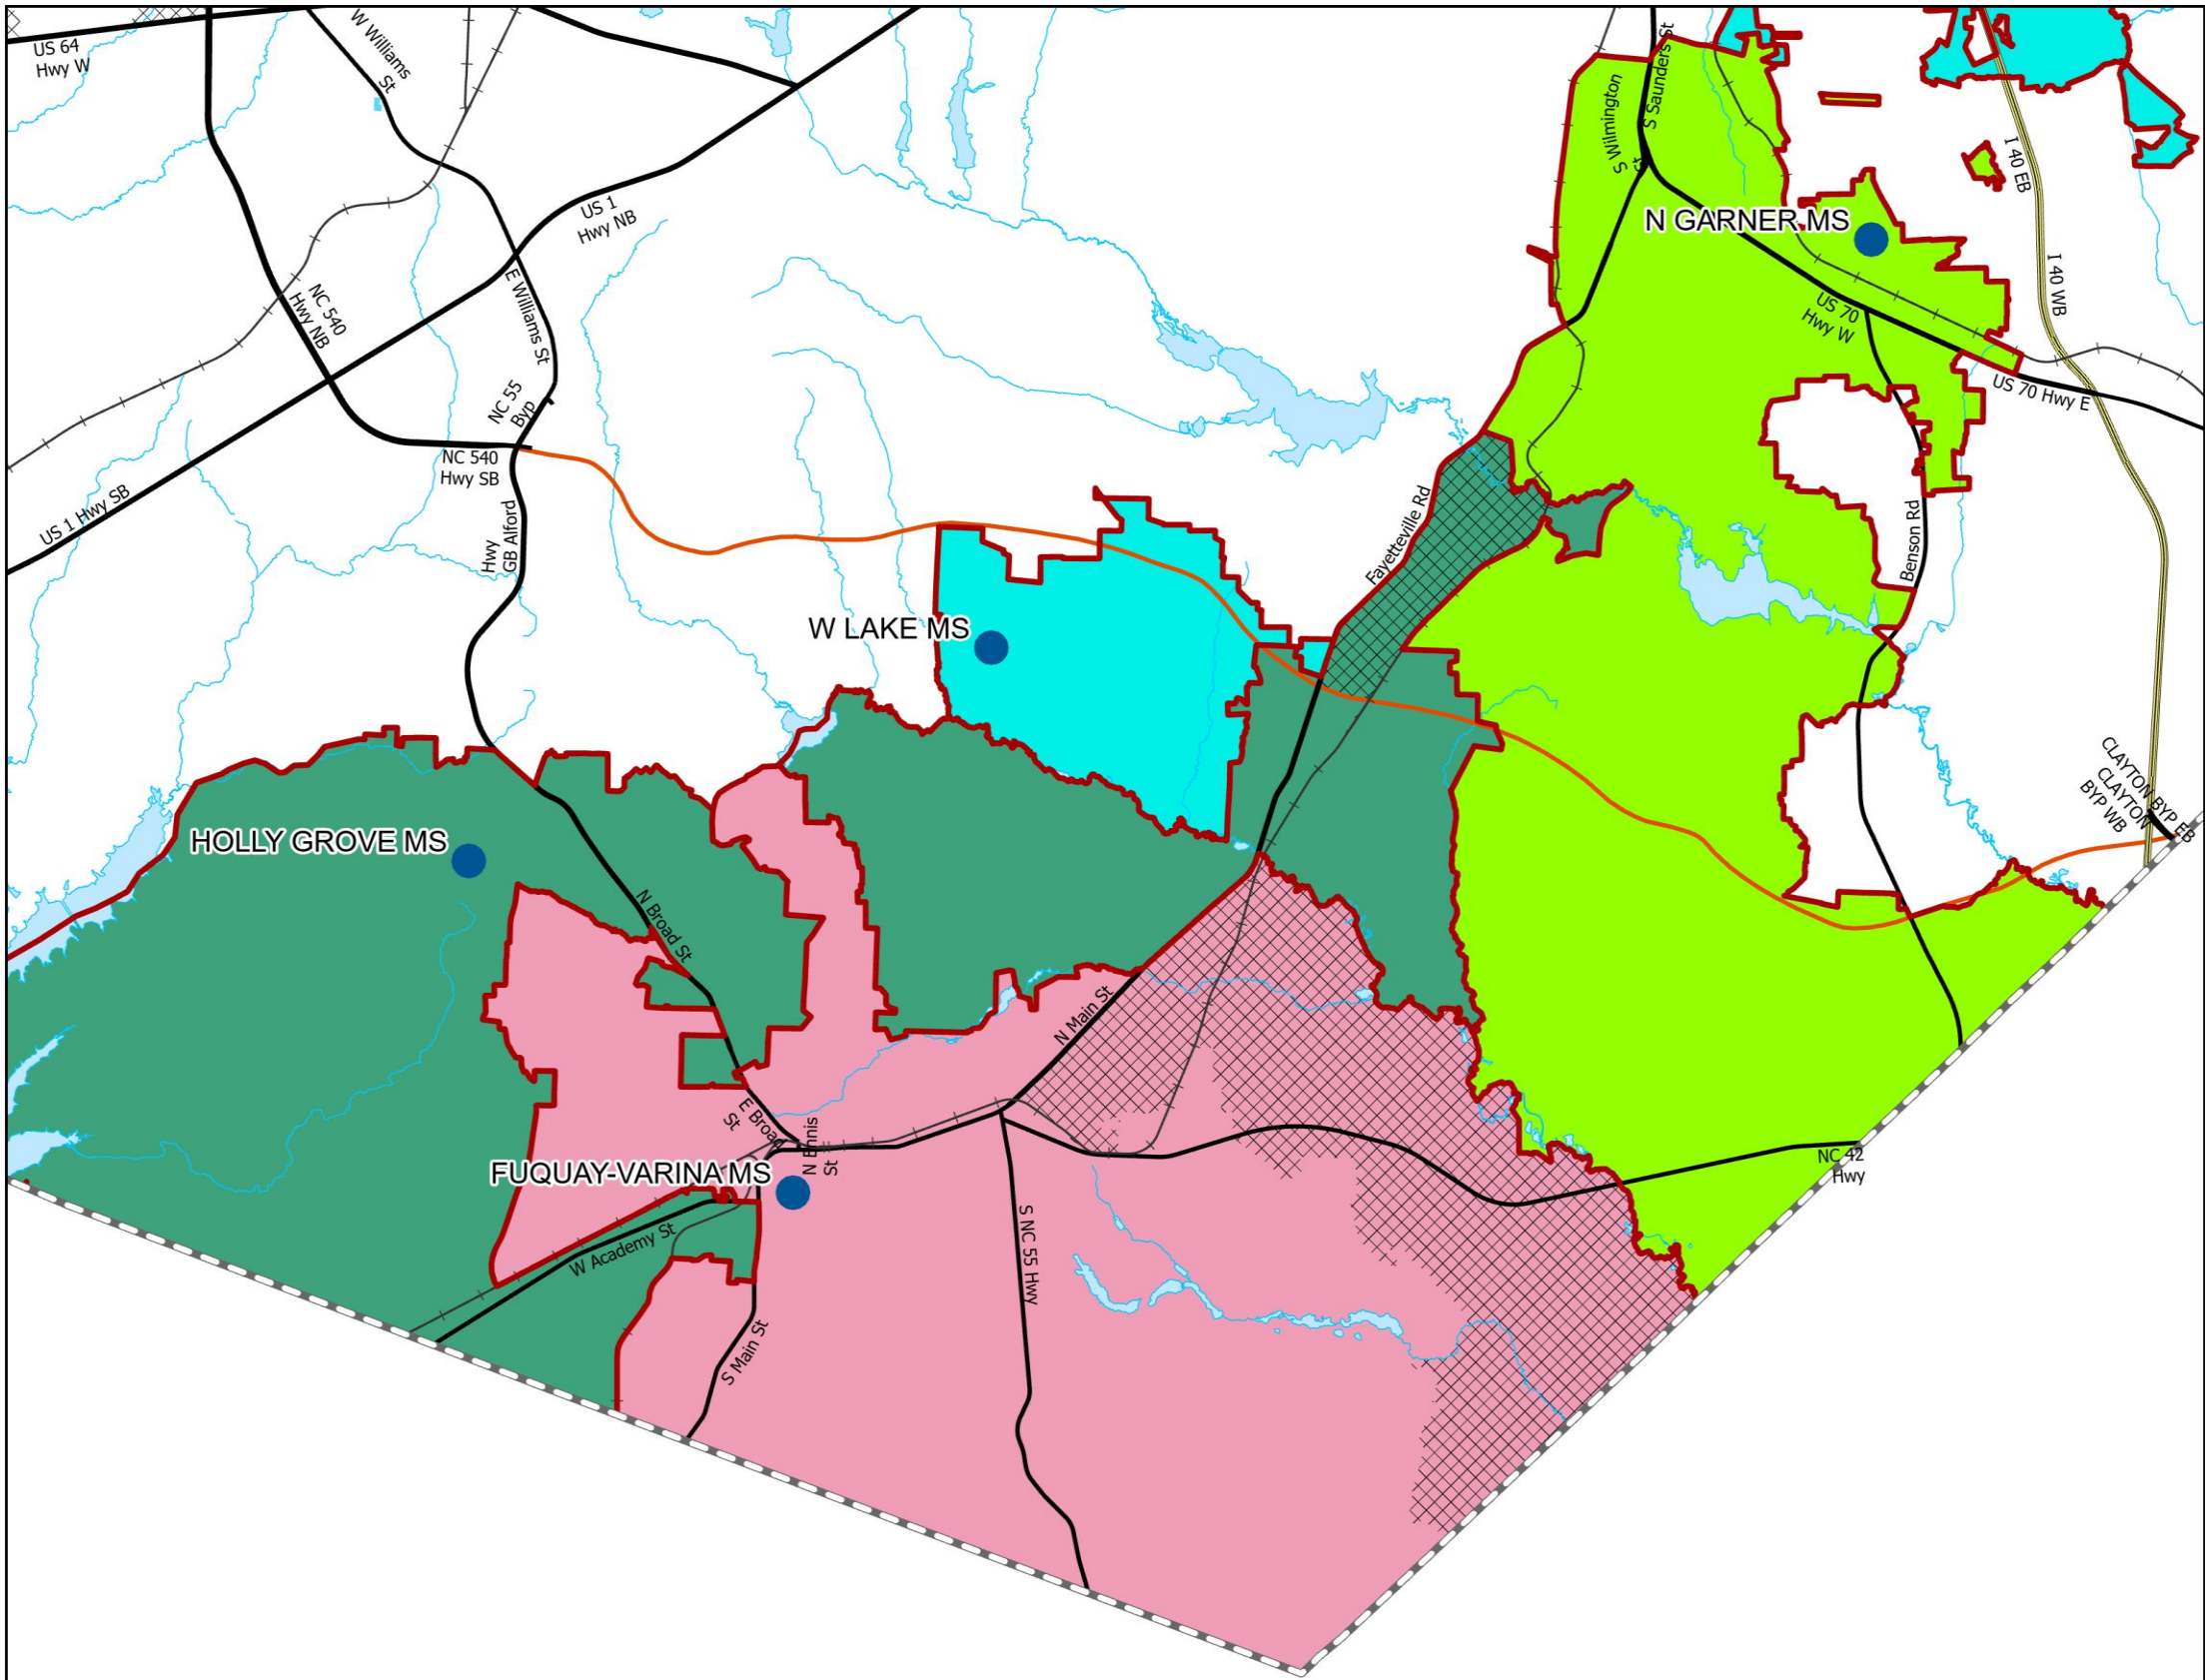 US 64
Hwy W
W Williams
St
S Saunders St
S Wilmington
St
I 40 EB
N GARNER MS
US 1
Hwy NB
NC 540
Hwy NB
E Williams St
I 40 WB
US 70
Hwy W
US 70 Hwy E
NC 55
Byp
NC 540
Hwy SB
US 1 Hwy SB
Hwy
GB Alford
Fayetteville Rd
Benson Rd
W LAKE MS
CLAYTON BYP EB
CLAYTON
BYP WB
HOLLY GROVE MS
N Broad St
N Main St
E Broad
St
N Ennis
St
FUQUAY-VARINA MS
NC 42
Hwy
W Academy St
S NC 55 Hwy
S Main St